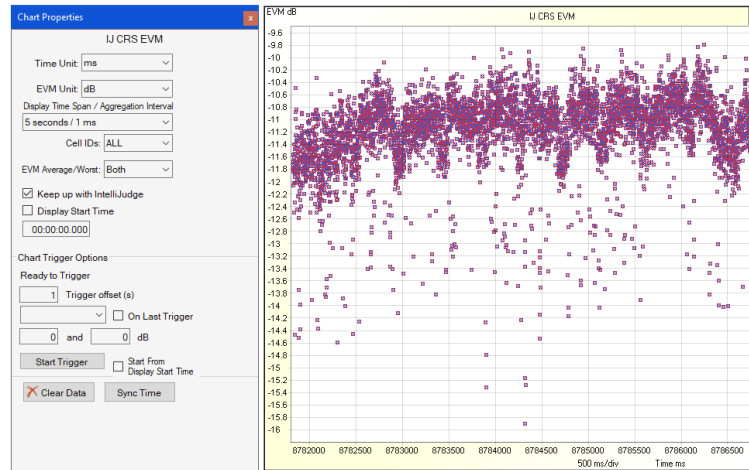 Chart Properties
x
IJ CRS EVM
Time Unit: ms
EVM Unit: dB
Display Time Span / Aggregation Interval
5 seconds / 1 ms
Cell IDs: ALL
EVM Average/Worst: Both
Keep up with IntelliJudge
Display Start Time
00:00:00.000
Chart Trigger Options
Ready to Trigger
1 Trigger offset (s)
On Last Trigger
0 and 0 dB
Start Trigger
Start From
Display Start Time
Clear Data
Sync Time
EVM dB
IJ CRS EVM
-9.6
-9.8
-10
-10.2
-10.4
-10.6
-10.8
-11
-11.2
-11.4
-11.6
-11.8
-12
-12.2
-12.4
-12.6
-12.8
-13
-13.2
-13.4
-13.6
-13.8
-14
-14.2
-14.4
-14.6
-14.8
-15
-15.2
-15.4
-15.6
-15.8
-16
8782000 8782500 8783000 8783500 8784000 8784500 8785000 8785500 8786000 8786500
500 ms/div Time ms